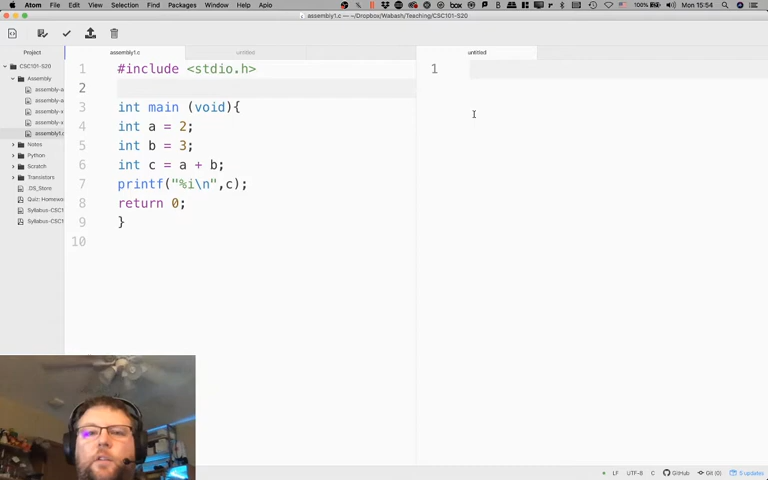 Atom File Edit View Selection Find Packages Window Help Apio
100% Mon 15:54
assembly1.c — ~/Dropbox/Wabash/Teaching/CSC101-S20
Project
assembly1.c
untitled
untitled
CSC101-S20
Assembly
assembly-a
assembly-a
assembly-x
assembly-x
assembly1.c
Notes
Python
Scratch
Transistors
.DS_Store
Quiz: Homewo
Syllabus-CSC1
Syllabus-CSC1
1 #include <stdio.h>
2
3 int main (void){
4 int a = 2;
5 int b = 3;
6 int c = a + b;
7 printf("%i\n",c);
8 return 0;
9 }
10
1
LF UTF-8 C GitHub Git (0) 5 updates